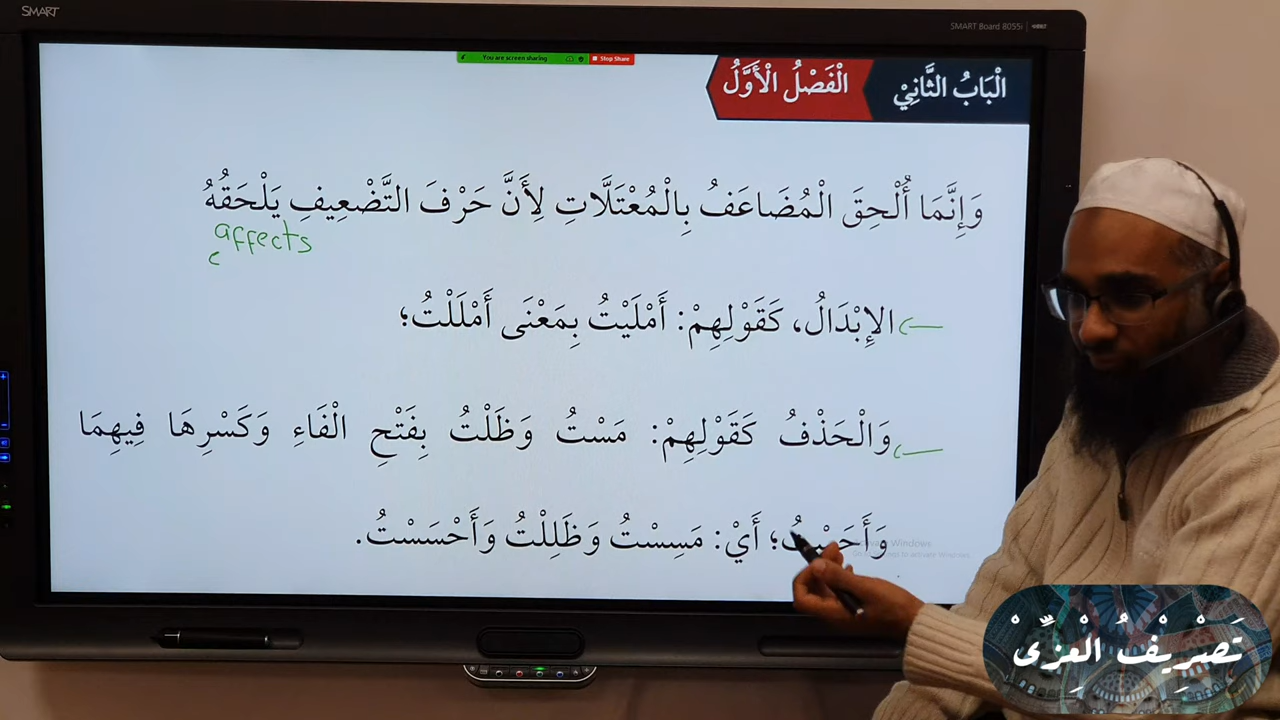 SMART
SMART Board 8055i
You are screen sharing
Stop Share
الْبَابُ الثَّانِيْ
الْفَصْلُ الْأَوَّلُ
وَإِنَّمَا أُلْحِقَ الْمُضَاعَفُ بِالْمُعْتَلَّاتِ لِأَنَّ حَرْفَ التَّضْعِيفِ يَلْحَقُهُ
affects
الإِبْدَالُ، كَقَوْلِهِمْ: أَمْلَيْتُ بِمَعْنَى أَمْلَلْتُ؛
وَالْحَذْفُ كَقَوْلِهِمْ: مَسْتُ وَظَلْتُ بِفَتْحِ الْفَاءِ وَكَسْرِهَا فِيهِمَا
وَأَحَسْتُ؛ أَيْ: مَسِسْتُ وَظَلِلْتُ وَأَحْسَسْتُ.
تَصْرِيْفُ الْعِزِّىْ